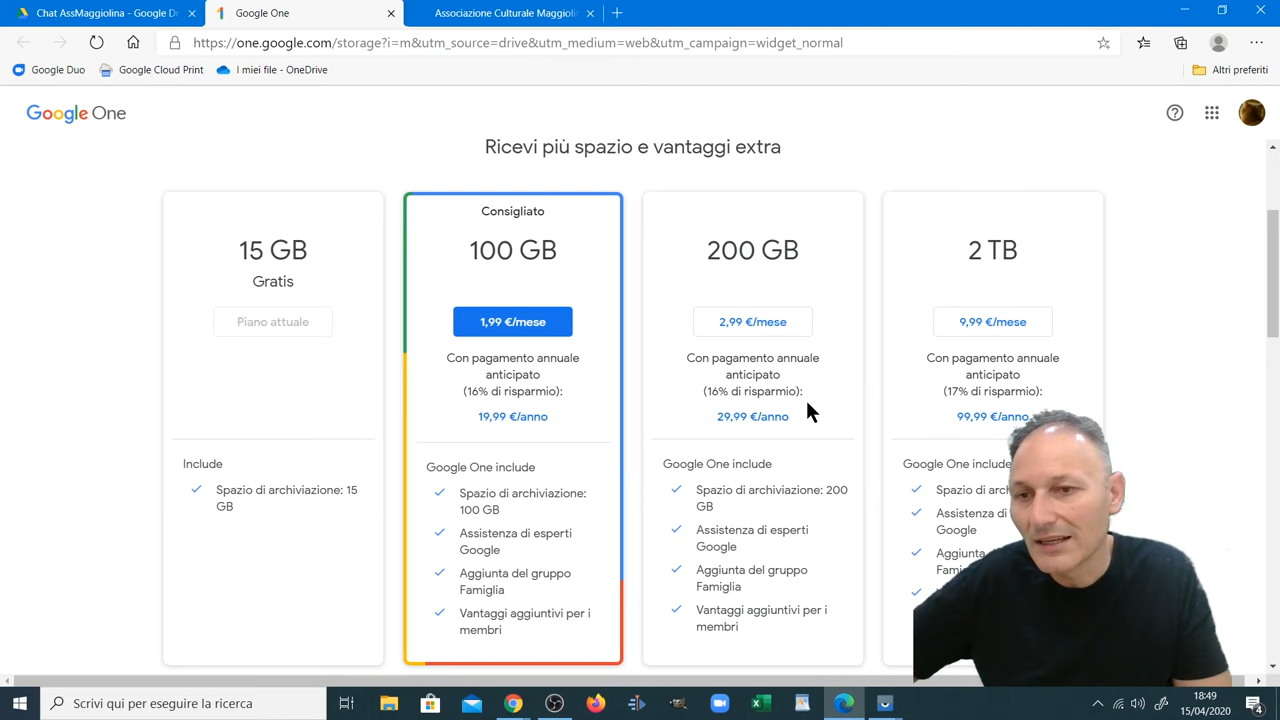 Chat AssMaggiolina - Google Dr
Google One
Associazione Culturale Maggiolin
https://one.google.com/storage?i=m&utm_source=drive&utm_medium=web&utm_campaign=widget_normal
Google Duo
Google Cloud Print
I miei file - OneDrive
Altri preferiti
Google One
Ricevi più spazio e vantaggi extra
15 GB
Gratis
Piano attuale
Include
Spazio di archiviazione: 15
GB
Consigliato
100 GB
1,99 €/mese
Con pagamento annuale
anticipato
(16% di risparmio):
19,99 €/anno
Google One include
Spazio di archiviazione:
100 GB
Assistenza di esperti
Google
Aggiunta del gruppo
Famiglia
Vantaggi aggiuntivi per i
membri
200 GB
2,99 €/mese
Con pagamento annuale
anticipato
(16% di risparmio):
29,99 €/anno
Google One include
Spazio di archiviazione: 200
GB
Assistenza di esperti
Google
Aggiunta del gruppo
Famiglia
Vantaggi aggiuntivi per i
membri
2 TB
9,99 €/mese
Con pagamento annuale
anticipato
(17% di risparmio):
99,99 €/anno
Google One include
Spazio di
Assistenza di
Google
Aggiunta
Scrivi qui per eseguire la ricerca
18:49
15/04/2020
4